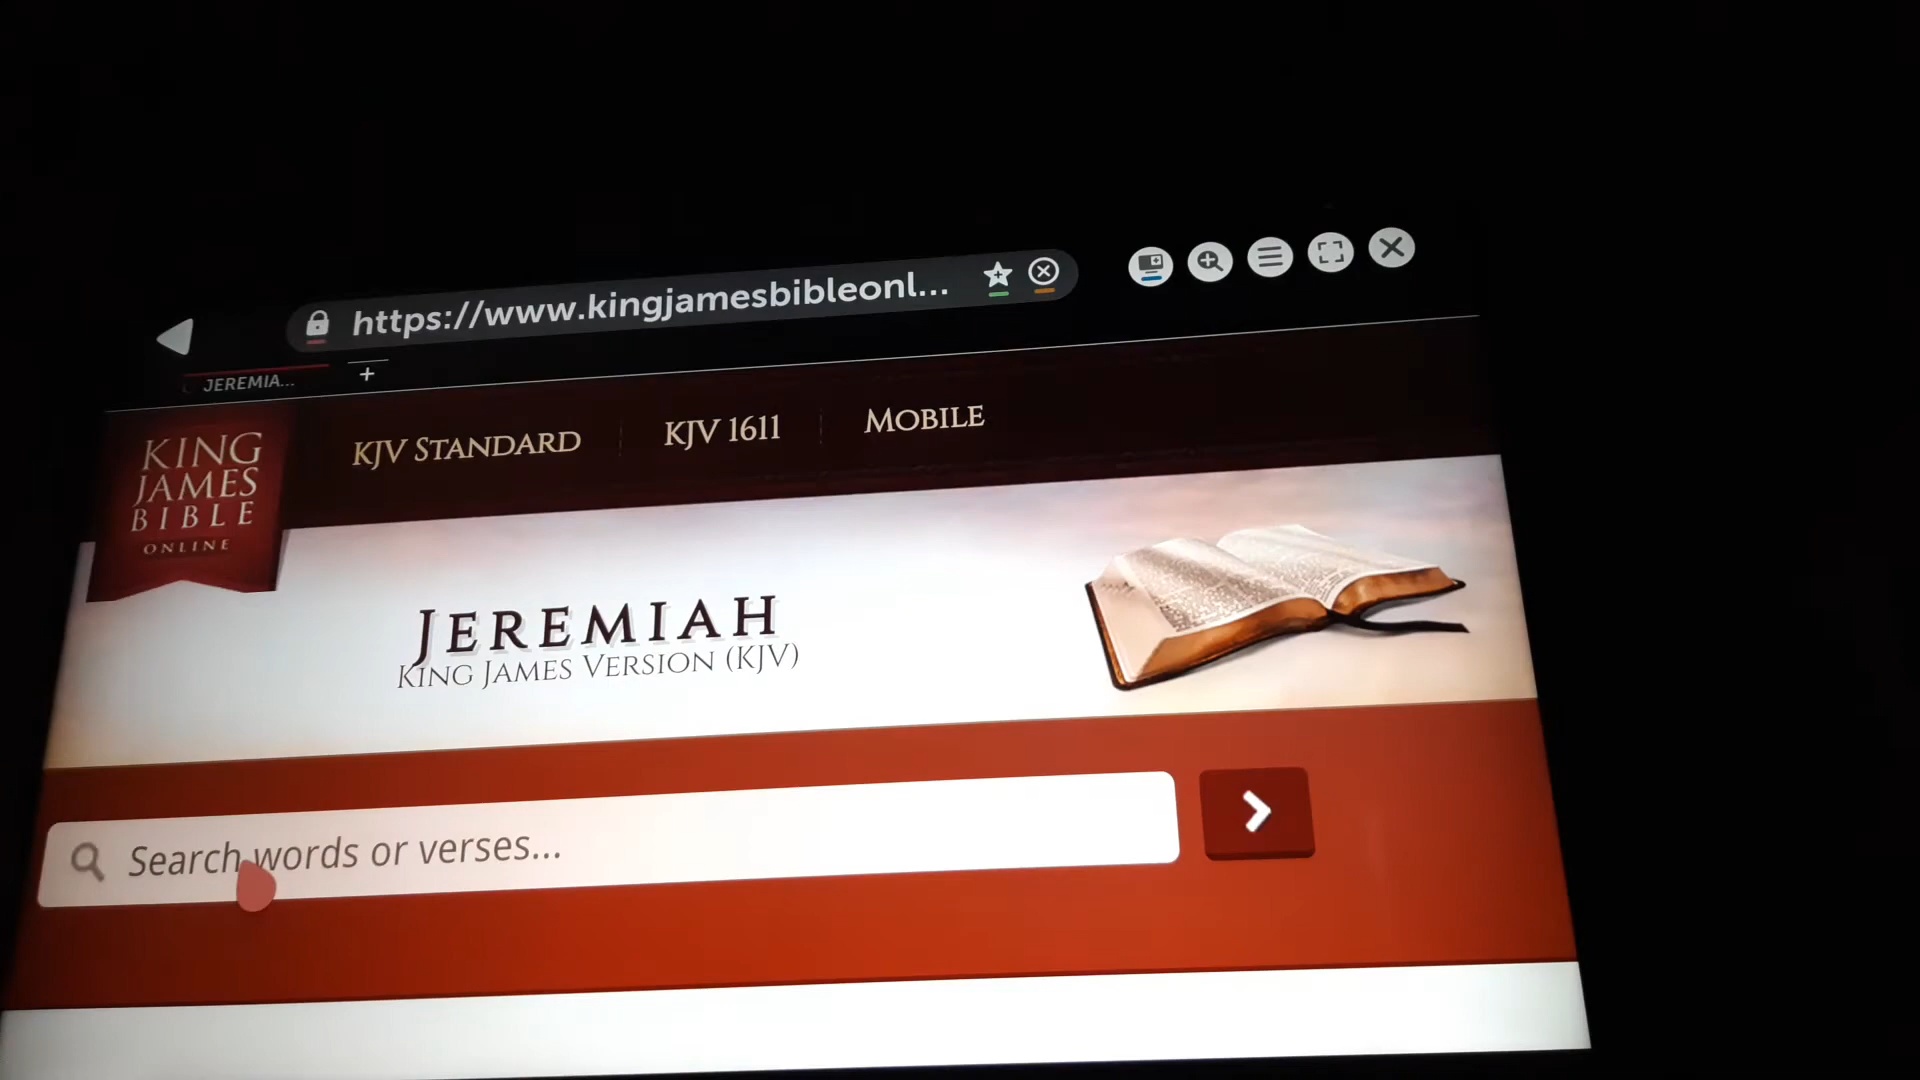 https://www.kingjamesbibleonl...
JEREMIA...
+
KING
JAMES
BIBLE
ONLINE
KJV STANDARD
KJV 1611
MOBILE
JEREMIAH
KING JAMES VERSION (KJV)
Search words or verses...